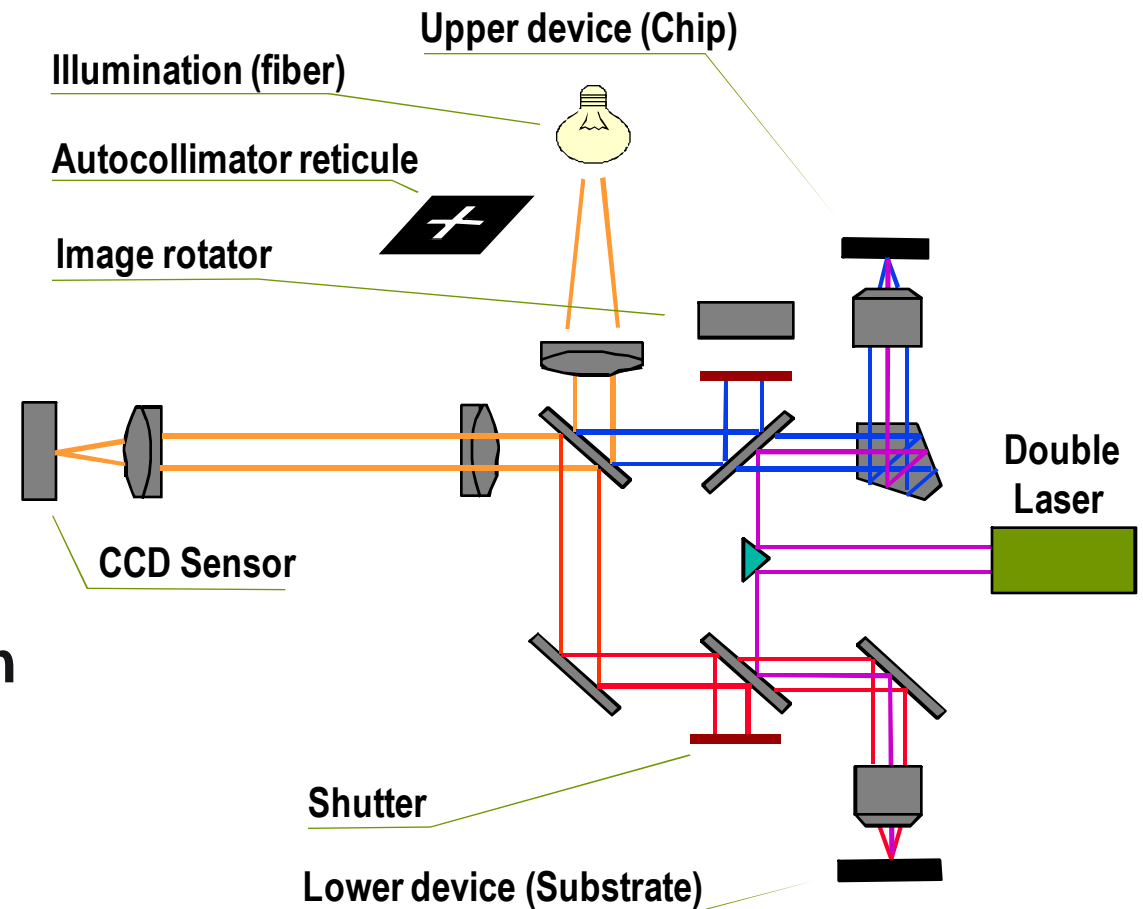 Upper device (Chip)
Illumination (fiber)
Autocollimator reticule
Image rotator
Double
Laser
CCD Sensor
n
Shutter
Lower device (Substrate)